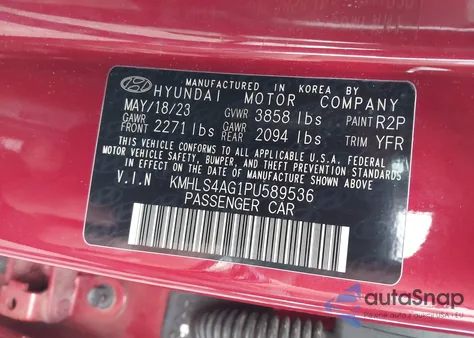 MANUFACTURED IN KOREA BY
HYUNDAI MOTOR COMPANY
MAY/18/23 GVWR 3858 lbs PAINT R2P
GAWR FRONT 2271 lbs GAWR REAR 2094 lbs TRIM YFR
THIS VEHICLE CONFORMS TO ALL APPLICABLE U.S.A. FEDERAL
MOTOR VEHICLE SAFETY, BUMPER, AND THEFT PREVENTION STANDARDS
IN EFFECT ON THE DATE OF MANUFACTURE SHOWN ABOVE.
V.I.N KMHLS4AG1PU589536
PASSENGER CAR
autoSnap